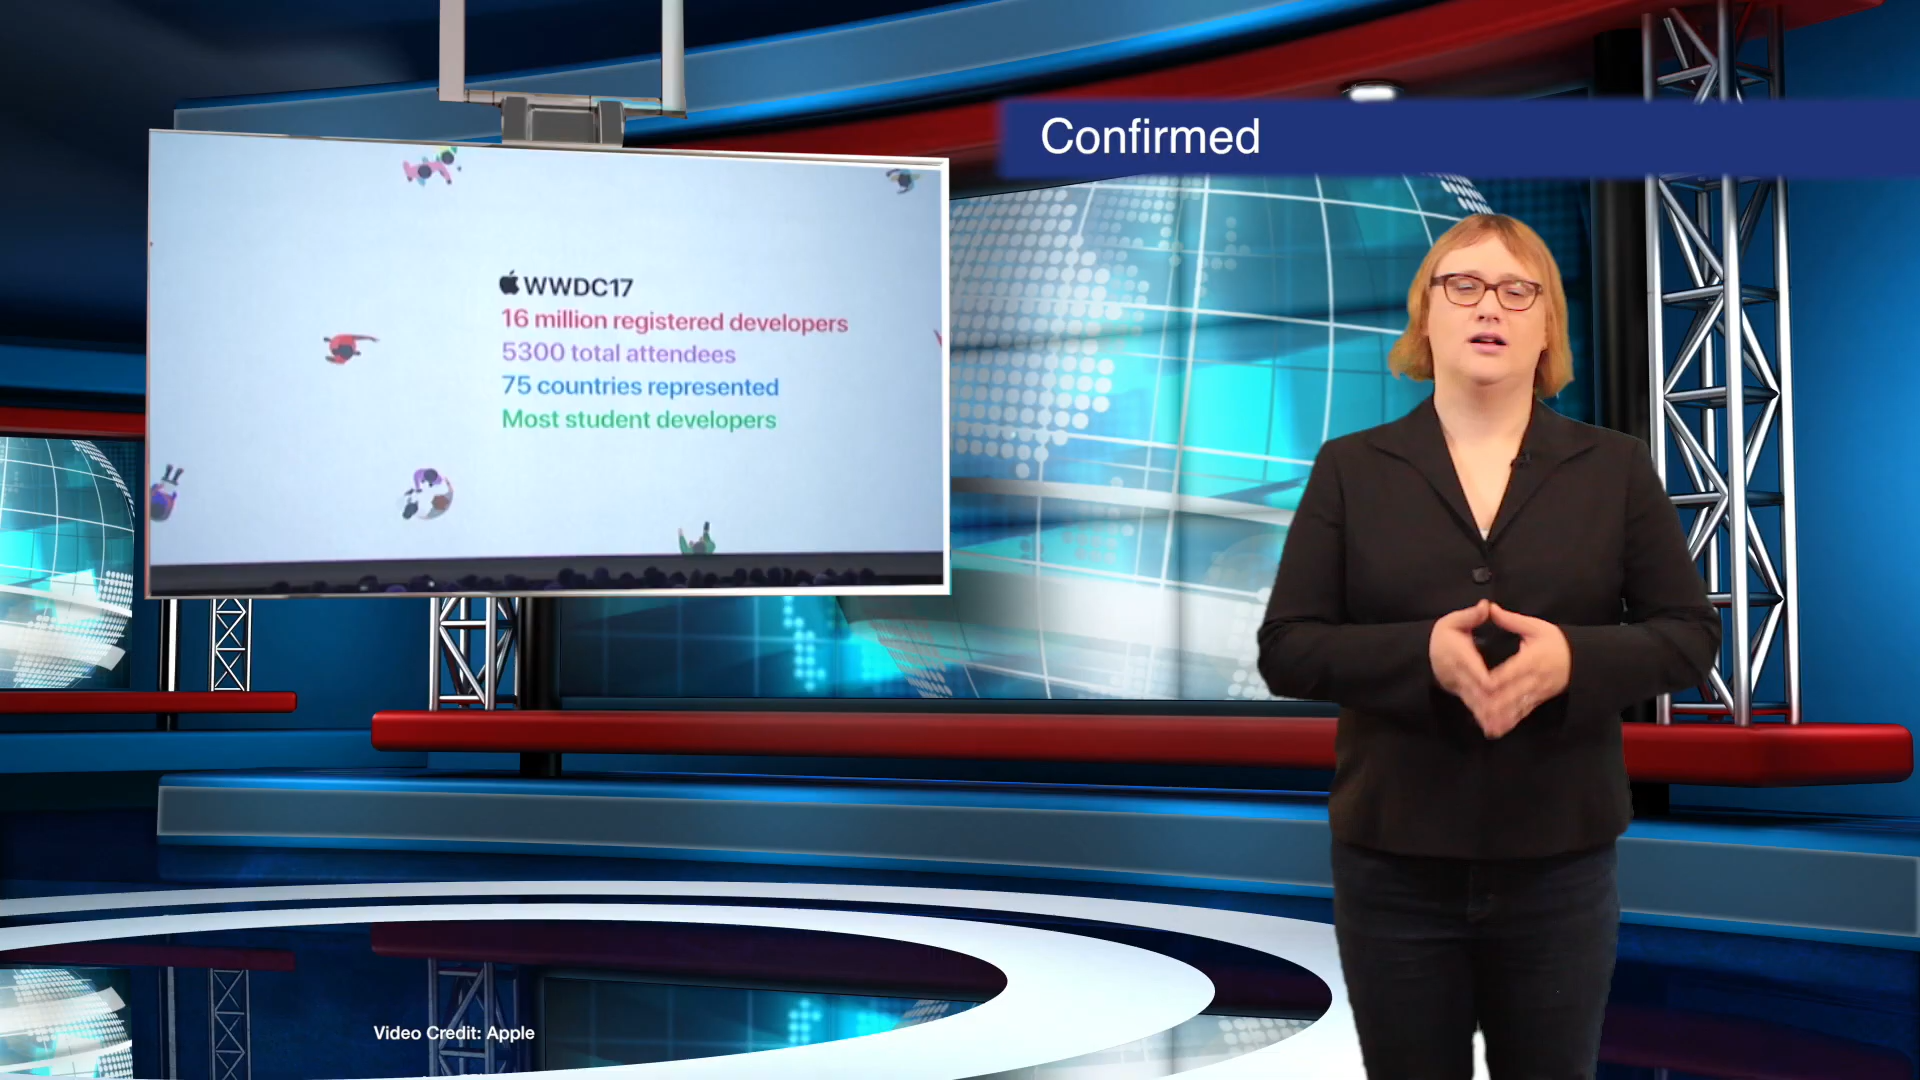 Confirmed
WWDC17
16 million registered developers
5300 total attendees
75 countries represented
Most student developers
Video Credit: Apple